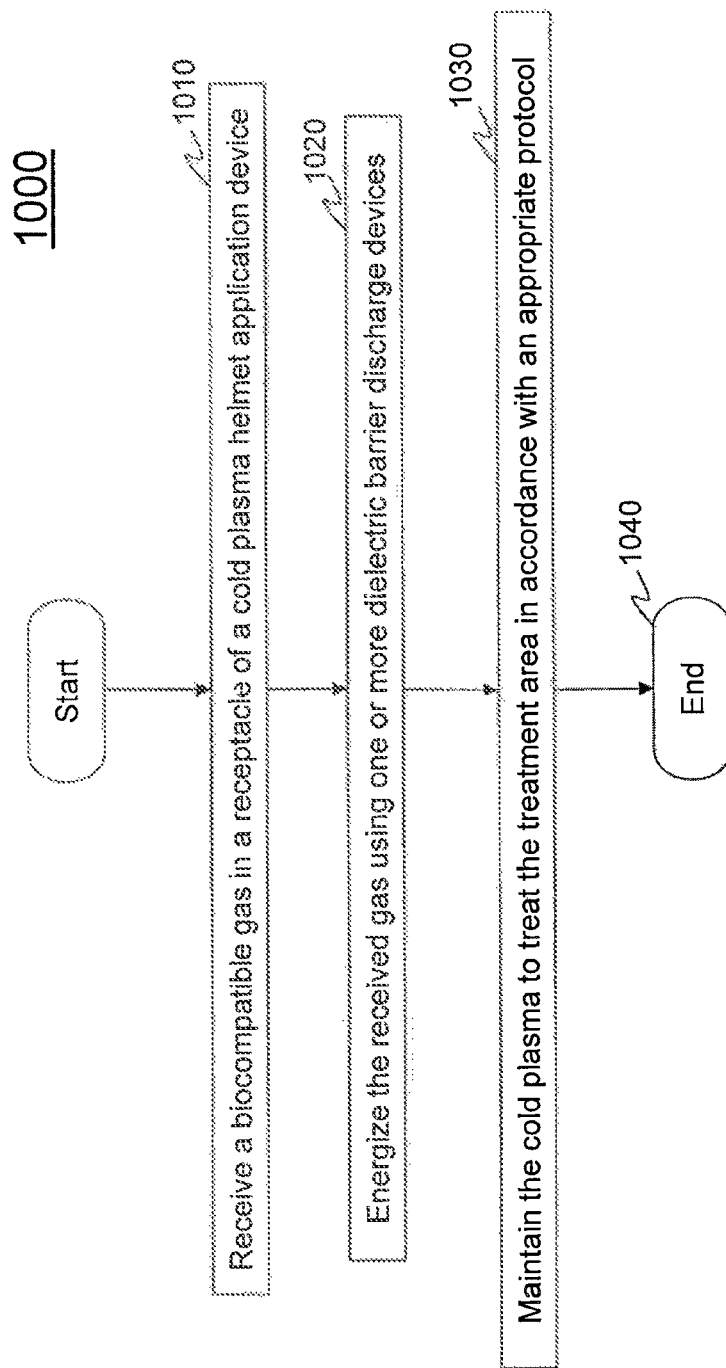 1000
Start
Receive a biocompatible gas in a receptacle of a cold plasma helmet application device
1010
Energize the received gas using one or more dielectric barrier discharge devices
1020
Maintain the cold plasma to treat the treatment area in accordance with an appropriate protocol
1030
End
1040